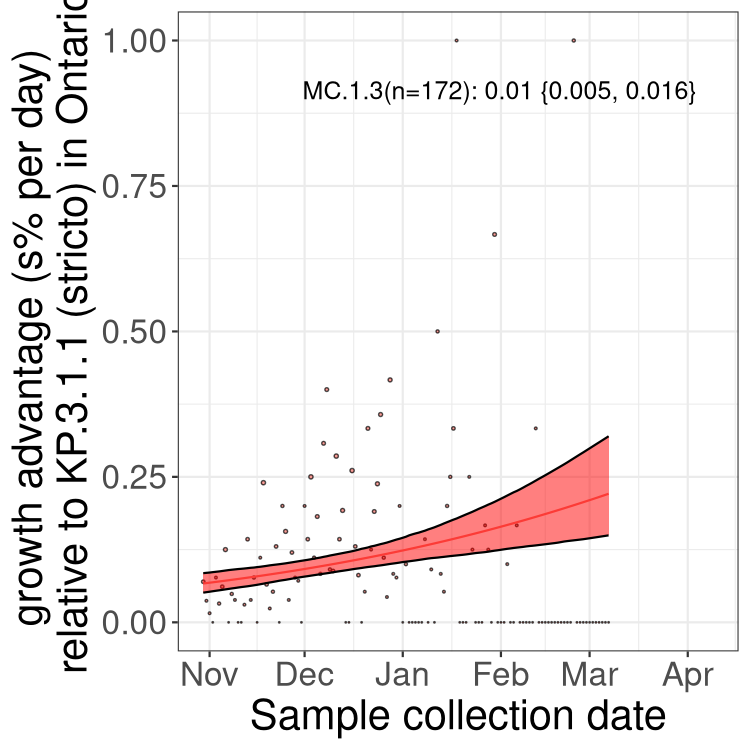 growth advantage (s% per day)
relative to KP.3.1.1 (stricto) in Ontario
1.00
0.75
0.50
0.25
0.00
MC.1.3(n=172): 0.01 {0.005, 0.016}
Nov Dec Jan Feb Mar Apr
Sample collection date